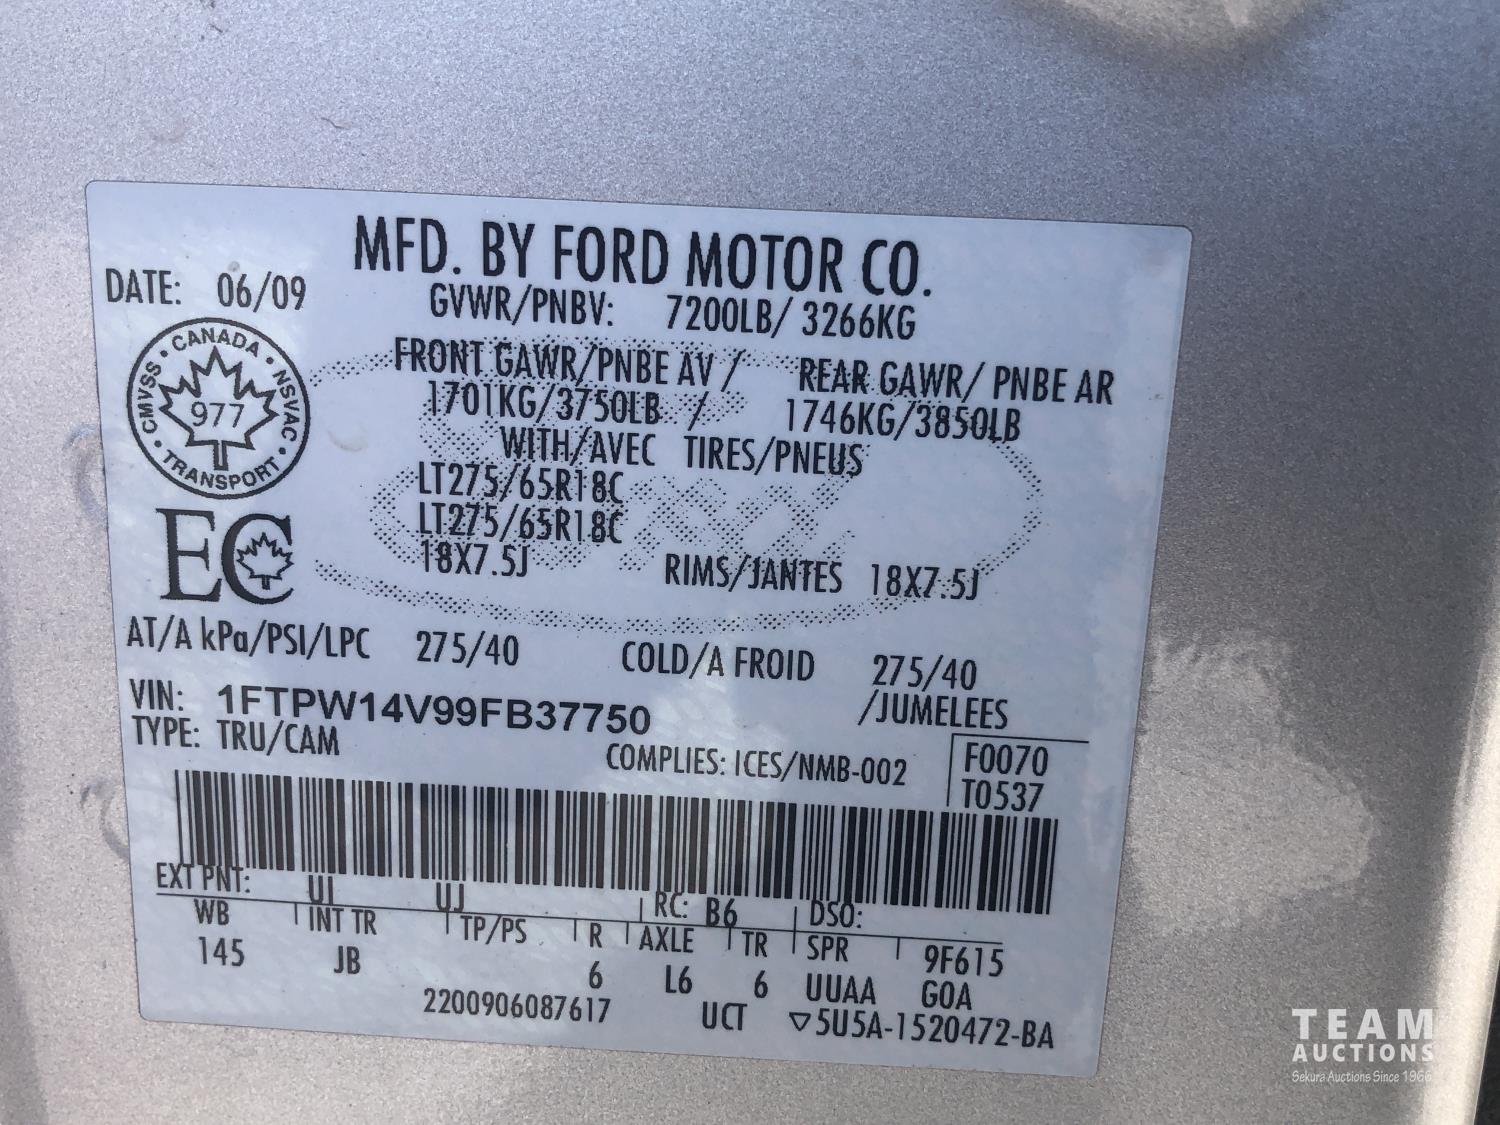 MFD. BY FORD MOTOR CO.
DATE: 06/09
GVWR/PNBV: 7200LB/ 3266KG
CANADA
CMVSS
NSVAC
977
TRANSPORT
FRONT GAWR/PNBE AV / REAR GAWR/ PNBE AR
1701KG/3750LB / 1746KG/3850LB
WITH/AVEC TIRES/PNEUS
LT275/65R18C
LT275/65R18C
EC
18X7.5J RIMS/JANTES 18X7.5J
AT/A kPa/PSI/LPC 275/40 COLD/A FROID 275/40
VIN: 1FTPW14V99FB37750 /JUMELEES
TYPE: TRU/CAM
COMPLIES: ICES/NMB-002 F0070
T0537
EXT PNT: UJ UJ RC: B6 DSO:
WB INT TR TP/PS R AXLE TR SPR 9F615
145 JB 6 L6 6 UUAA GOA
2200906087617 UCT ▽5U5A-1520472-BA
TEAM
AUCTIONS
Sekura Auctions Since 1966